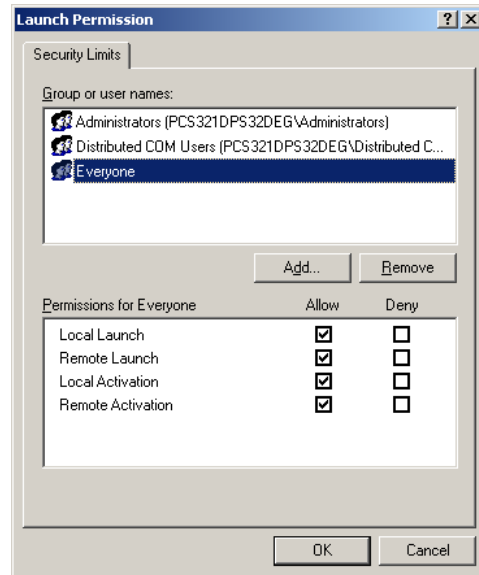 Launch Permission
Security Limits
Group or user names:
Administrators (PCS321DPS32DEG\Administrators)
Distributed COM Users (PCS321DPS32DEG\Distributed C...
Everyone
Add... Remove
Permissions for Everyone Allow Deny
Local Launch
Remote Launch
Local Activation
Remote Activation
OK Cancel